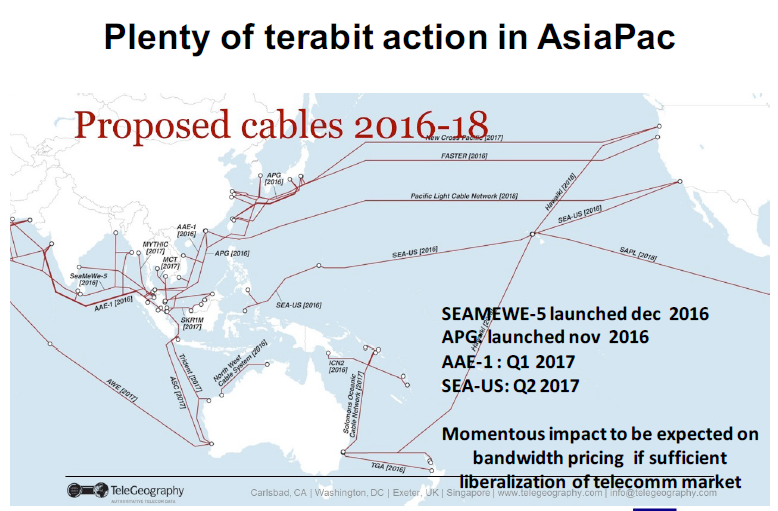 Plenty of terabit action in AsiaPac
Proposed cables 2016-18
New Cross Pacific [2017]
FASTER [2016]
APG
[2016]
Hawaiki [2018]
Pacific Light Cable Network [2018]
SEA-US [2016]
AAE-1
[2016]
MYTHIC
[2017]
APG [2016]
SEA-US [2016]
SAPL [2018]
MCT
[2017]
SeaMeWe-5
[2016]
AAE-1 [2016]
SEA-US [2016]
SKR1M
[2017]
SEAMEWE-5 launched dec 2016
APG: launched nov 2016
AAE-1 : Q1 2017
SEA-US: Q2 2017
ICN2
[2016]
North West
Cable System [2016]
Trident [2017]
ASC [2017]
AWE [2017]
Solomons Oceanic
Cable Network [2017]
TGA [2016]
Momentous impact to be expected on
bandwidth pricing if sufficient
liberalization of telecomm market
TeleGeography
AUTHORITATIVE TELECOM DATA
Carlsbad, CA | Washington, DC | Exeter, UK | Singapore | www.telegeography.com | info@telegeography.com